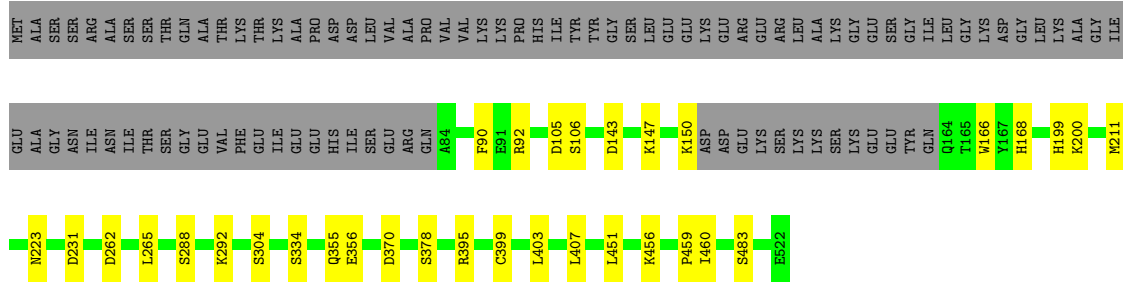 MET ALA SER SER ARG ALA SER SER THR GLN ALA THR LYS THR LYS ALA PRO ASP ASP LEU VAL ALA PRO VAL VAL LYS LYS PRO HIS ILE TYR TYR GLY SER LEU GLU GLU LYS GLU ARG GLU ARG LEU ALA LYS GLY GLU SER GLY ILE LEU GLY LYS ASP GLY LEU LYS ALA GLY ILE
GLU ALA GLY ASN ILE ASN ILE THR SER GLY GLU VAL PHE GLU ILE GLU GLU HIS ILE SER GLU ARG GLN A84 F90 E91 R92 D105 S106 D143 K147 K150 ASP ASP GLU LYS SER LYS LYS SER LYS GLU GLU TYR GLN Q164 T165 W166 Y167 H168 H199 K200 M211
N223 D231 D262 L265 S288 K292 S304 S334 Q355 E356 D370 S378 R395 C399 L403 L407 L451 K456 P459 I460 S483 E522